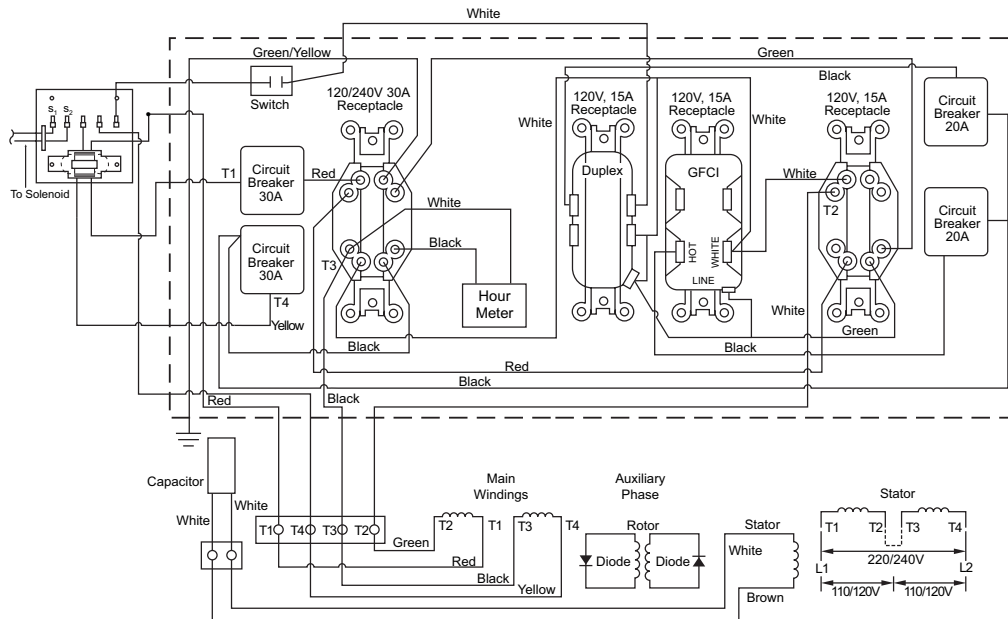 White
Green/Yellow
Green
Switch
Black
120/240V 30A
Receptacle
120V, 15A
Receptacle
120V, 15A
Receptacle
120V, 15A
Receptacle
Circuit
Breaker
20A
S1
S2
To Solenoid
T1
Circuit
Breaker
30A
Red
White
White
Duplex
GFCI
White
T2
White
Circuit
Breaker
20A
Circuit
Breaker
30A
T3
Black
HOT
WHITE
LINE
T4
Yellow
Hour
Meter
White
Green
Black
Black
Red
Black
Red
Black
Capacitor
White
White
Main
Windings
Auxiliary
Phase
Stator
T1
T4
T3
T2
T2
T1
T3
T4
Green
Red
Black
Yellow
Rotor
Diode
Diode
Stator
White
Brown
T1
T2
T3
T4
220/240V
L1
L2
110/120V
110/120V